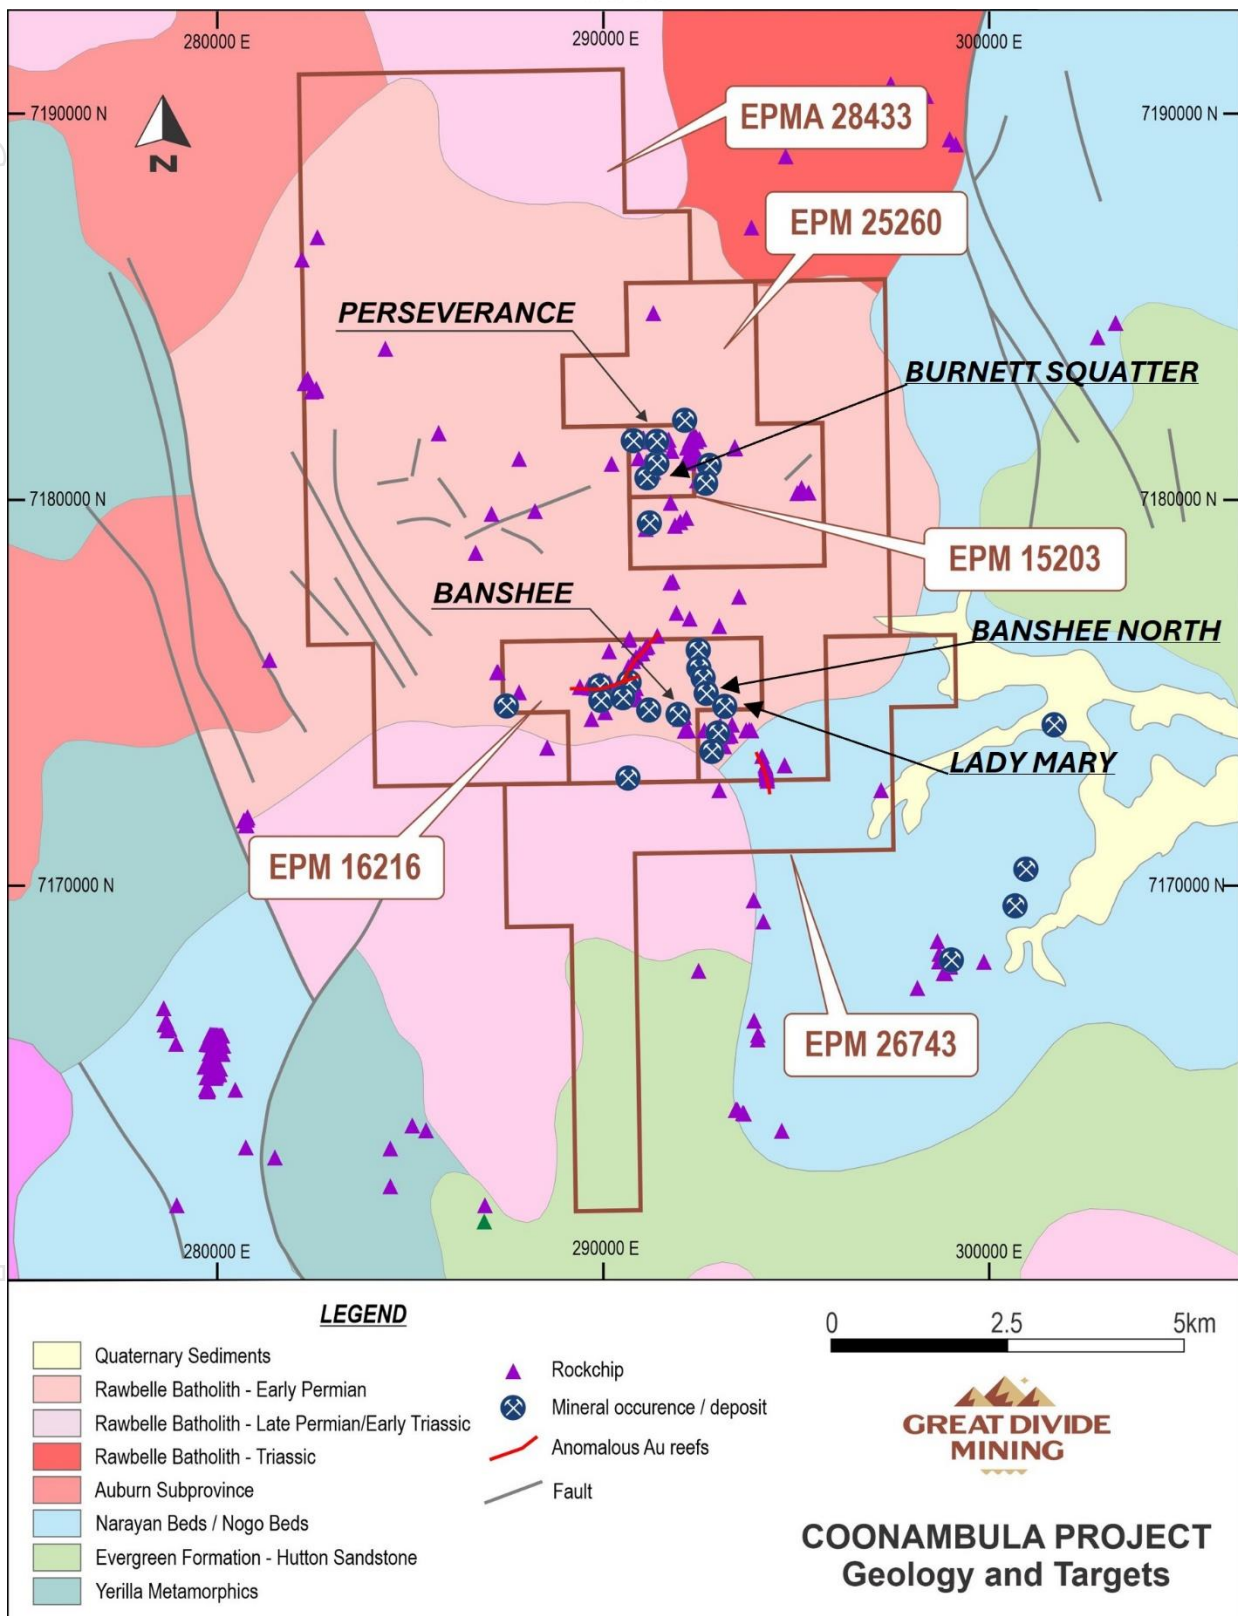 280000 E
290000 E
300000 E
7190000 N
7190000 N
EPMA 28433
N
EPM 25260
PERSEVERANCE
BURNETT SQUATTER
7180000 N
7180000 N
EPM 15203
BANSHEE
BANSHEE NORTH
LADY MARY
EPM 16216
7170000 N
7170000 N
EPM 26743
280000 E
290000 E
300000 E
LEGEND
Quaternary Sediments
Rawbelle Batholith - Early Permian
Rawbelle Batholith - Late Permian/Early Triassic
Rawbelle Batholith - Triassic
Auburn Subprovince
Narayan Beds / Nogo Beds
Evergreen Formation - Hutton Sandstone
Yerilla Metamorphics
Rockchip
Mineral occurence / deposit
Anomalous Au reefs
Fault
0 2.5 5km
GREAT DIVIDE
MINING
COONAMBULA PROJECT
Geology and Targets